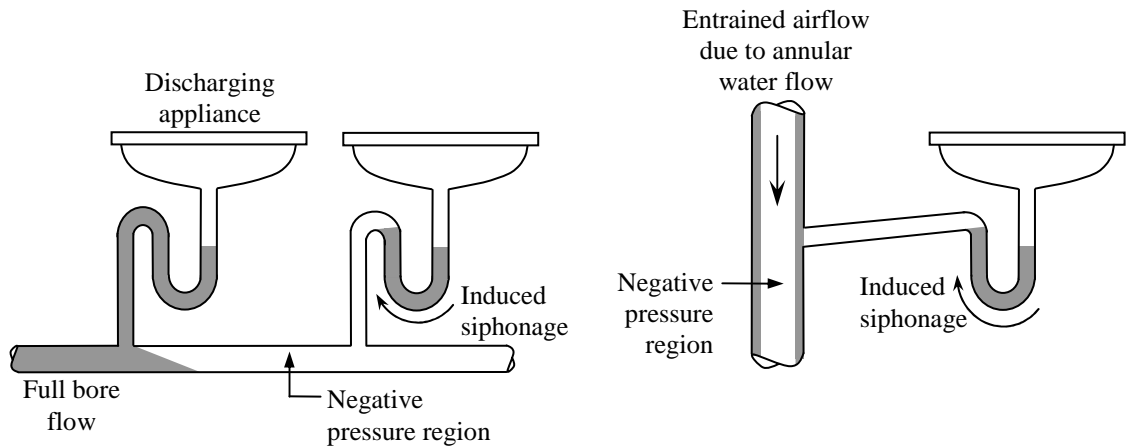 Discharging
appliance
Induced
siphonage
Full bore
flow
Negative
pressure region
Entrained airflow
due to annular
water flow
Negative
pressure
region
Induced
siphonage